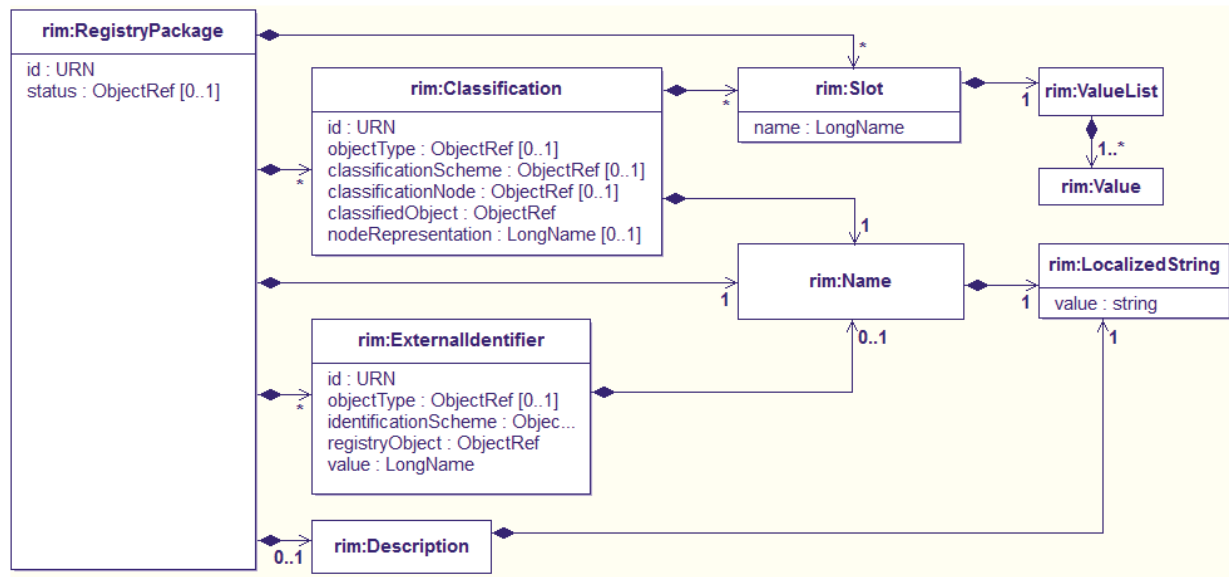 rim:RegistryPackage
id : URN
status : ObjectRef [0..1]
*
rim:Classification
id : URN
objectType : ObjectRef [0..1]
classificationScheme : ObjectRef [0..1]
classificationNode : ObjectRef [0..1]
classifiedObject : ObjectRef
nodeRepresentation : LongName [0..1]
*
*
rim:Slot
name : LongName
1
rim:ValueList
1..*
rim:Value
1
1
rim:Name
1
rim:LocalizedString
value : string
rim:ExternalIdentifier
id : URN
objectType : ObjectRef [0..1]
identificationScheme : Objec...
registryObject : ObjectRef
value : LongName
*
0..1
1
0..1
rim:Description